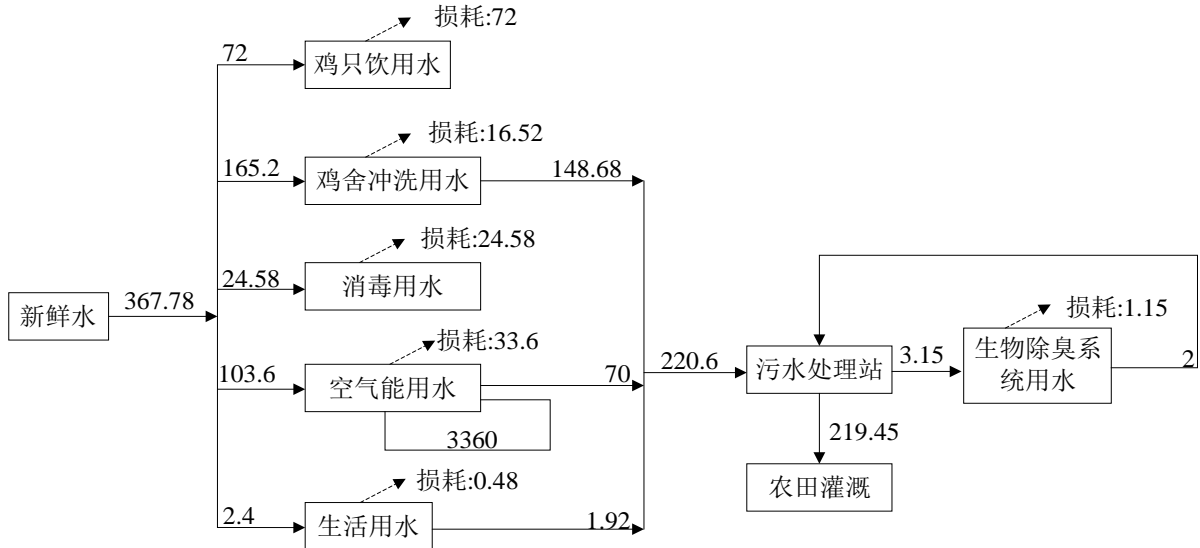 损耗:72
72
鸡只饮用水
损耗:16.52
165.2
鸡舍冲洗用水
148.68
损耗:24.58
24.58
消毒用水
新鲜水
367.78
损耗:33.6
103.6
空气能用水
70
3360
损耗:0.48
2.4
生活用水
1.92
220.6
污水处理站
3.15
损耗:1.15
生物除臭系
统用水
2
219.45
农田灌溉